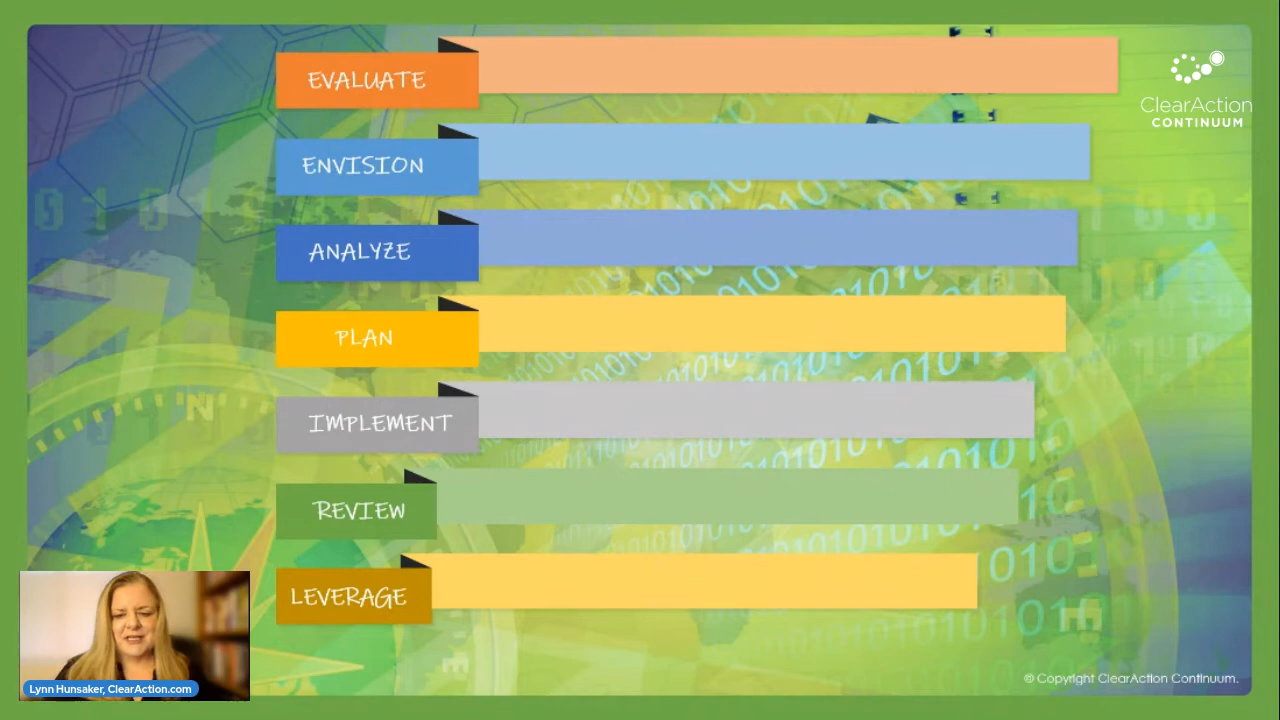 EVALUATE
ClearAction
CONTINUUM
ENVISION
ANALYZE
PLAN
IMPLEMENT
REVIEW
LEVERAGE
Lynn Hunsaker, ClearAction.com
© Copyright ClearAction Continuum.